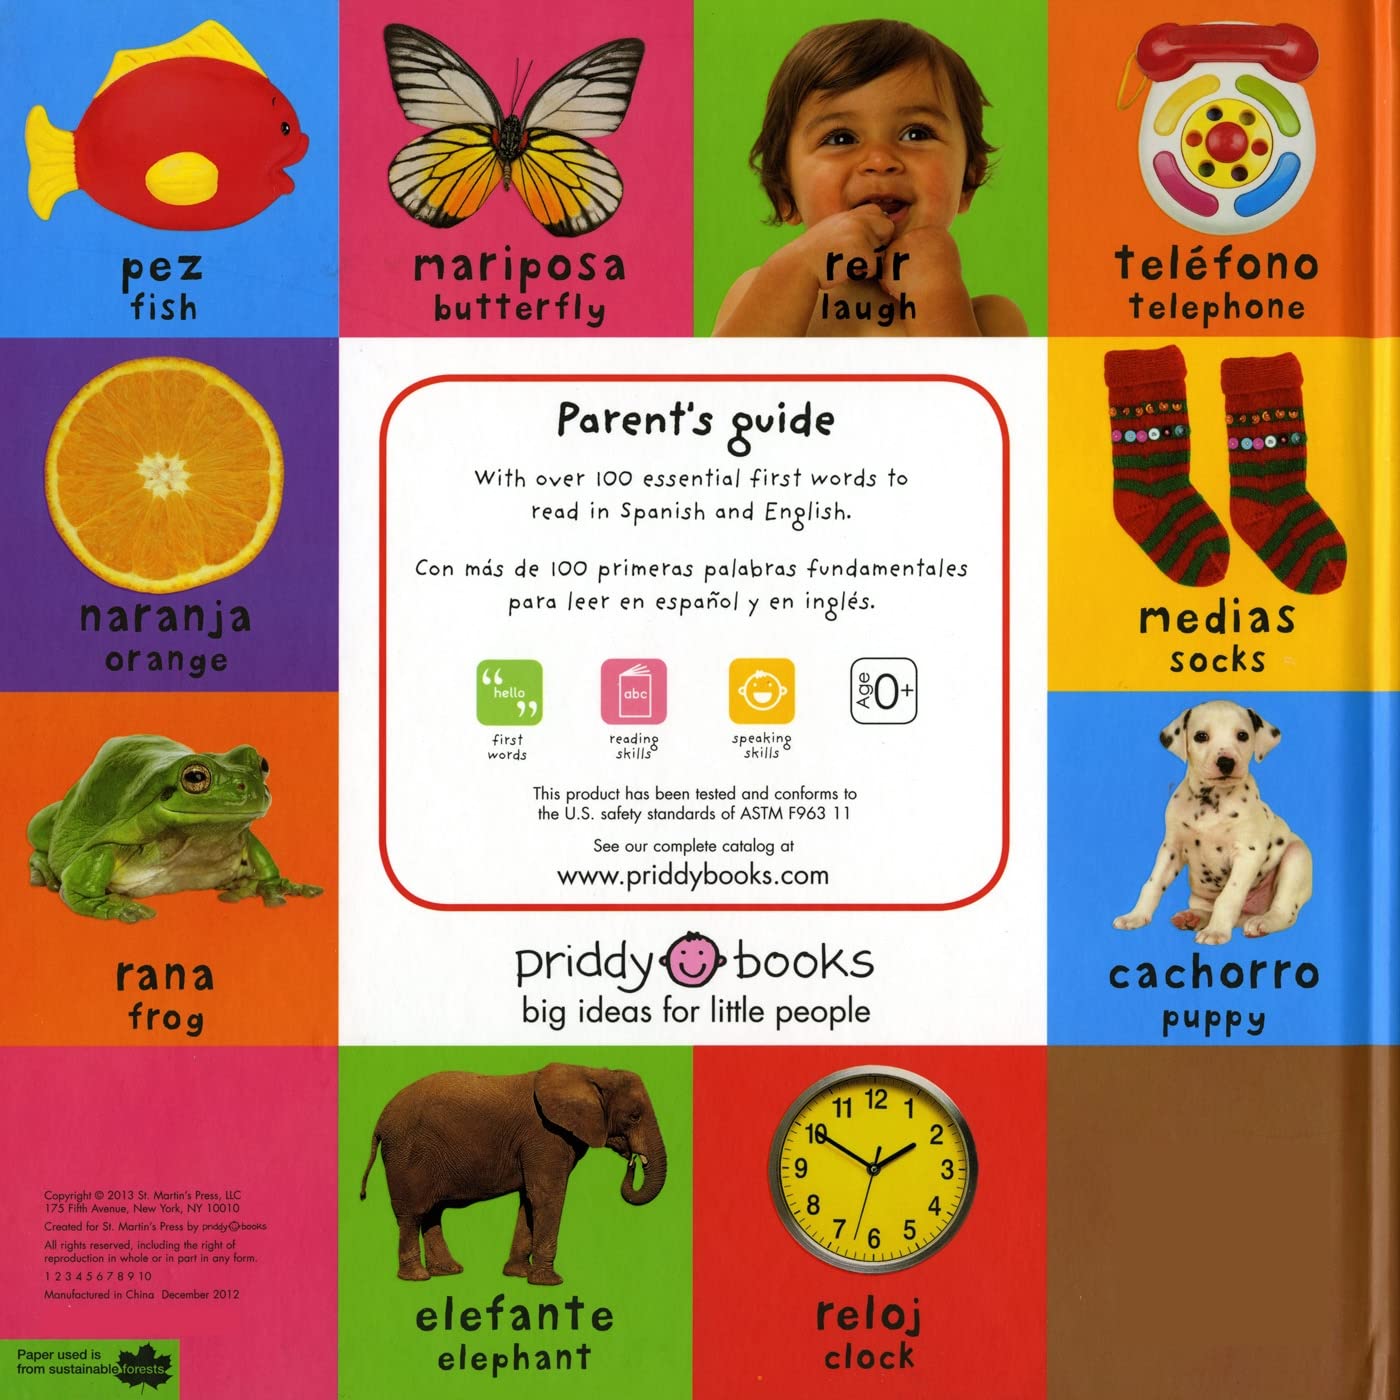 pez
fish
mariposa
butterfly
reír
laugh
teléfono
telephone
naranja
orange
Parent's guide
With over 100 essential first words to
read in Spanish and English.
Con más de 100 primeras palabras fundamentales
para leer en español y en inglés.
“ hello ”
first
words
abc
reading
skills
speaking
skills
Age 0+
This product has been tested and conforms to
the U.S. safety standards of ASTM F963 11
See our complete catalog at
www.priddybooks.com
priddy books
big ideas for little people
medias
socks
rana
frog
cachorro
puppy
Copyright © 2013 St. Martin's Press, LLC
175 Fifth Avenue, New York, NY 10010
Created for St. Martin's Press by priddy books
All rights reserved, including the right of
reproduction in whole or in part in any form.
1 2 3 4 5 6 7 8 9 10
Manufactured in China December 2012
Paper used is
from sustainable forests
elefante
elephant
12
1
2
3
4
5
6
7
8
9
10
11
reloj
clock